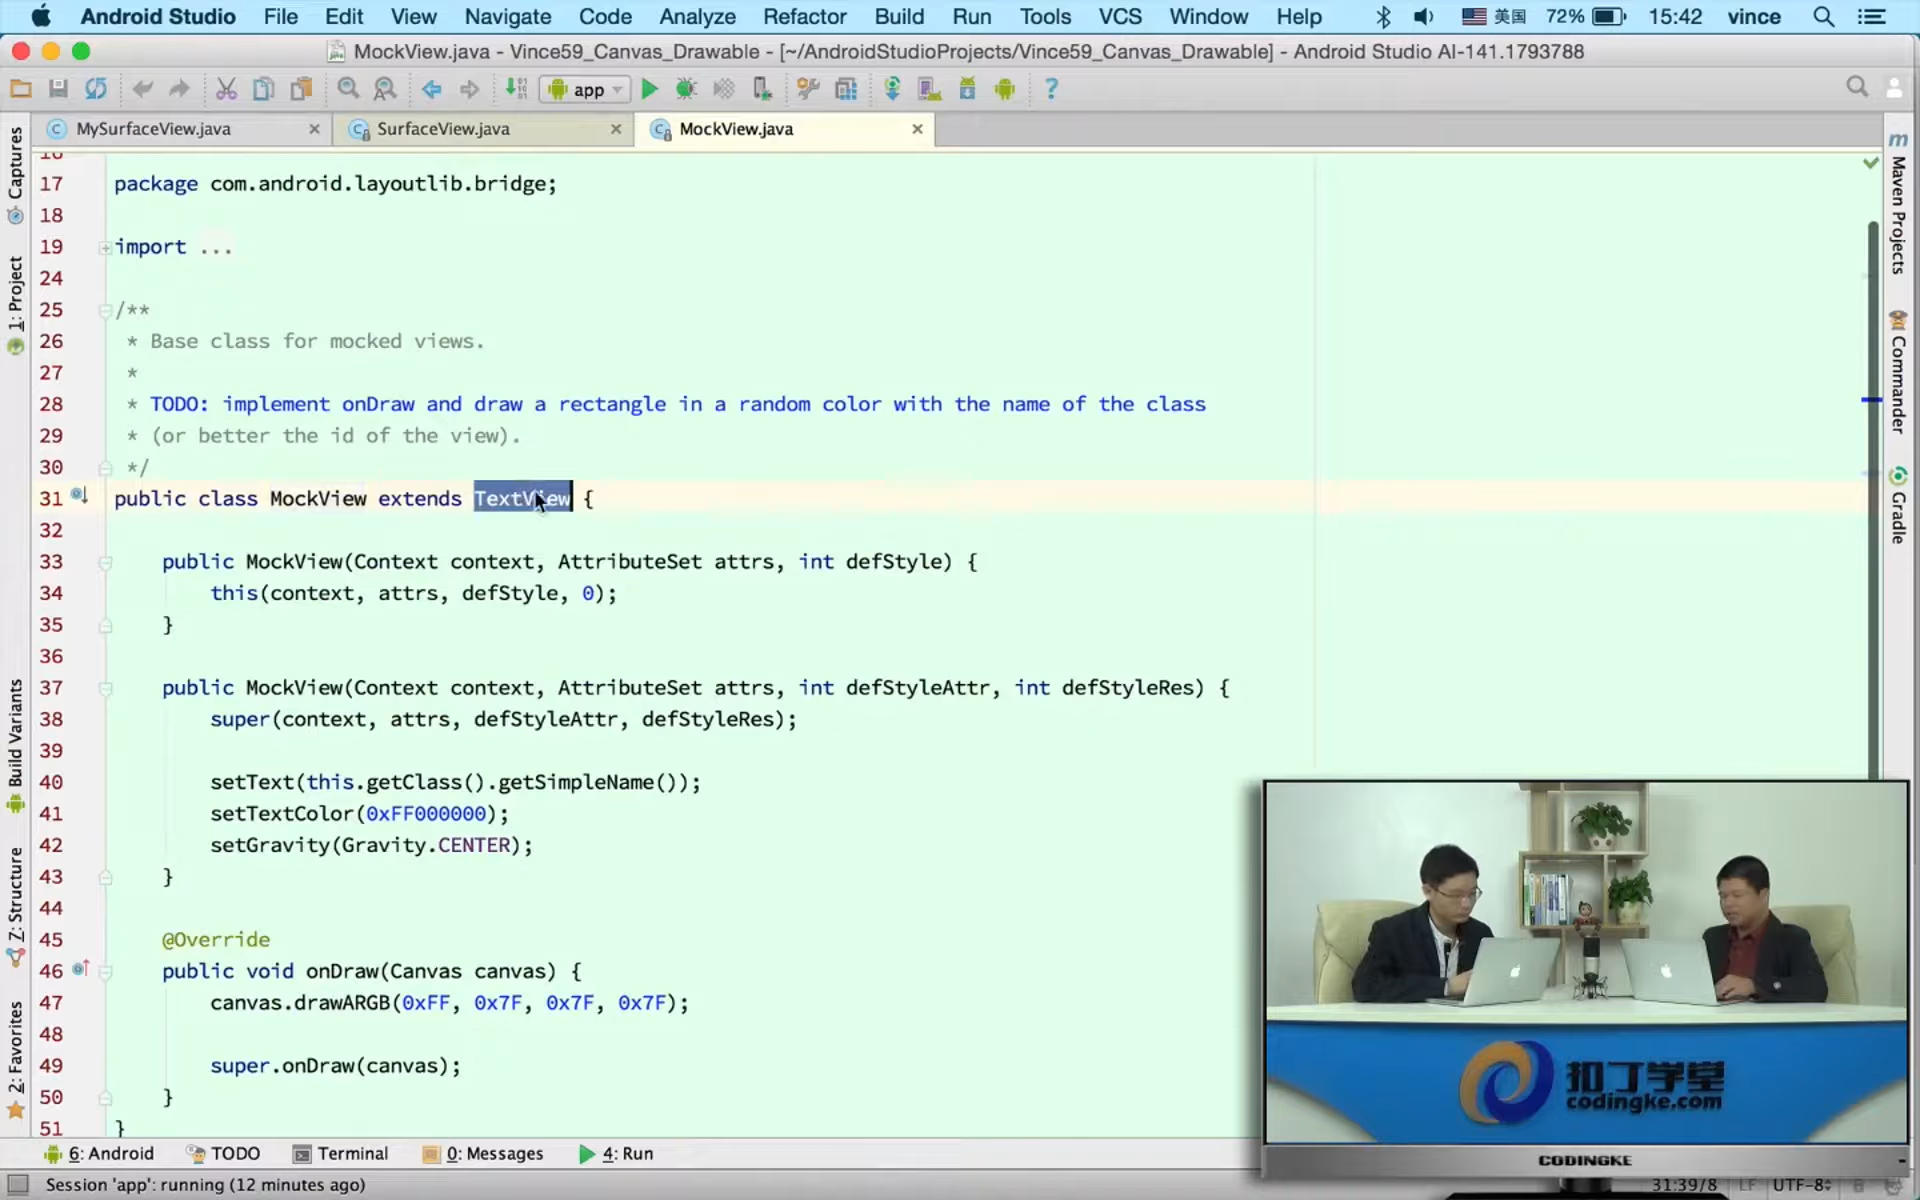 Android Studio File Edit View Navigate Code Analyze Refactor Build Run Tools VCS Window Help 美国 72% 15:42 vince
MockView.java - Vince59_Canvas_Drawable - [~/AndroidStudioProjects/Vince59_Canvas_Drawable] - Android Studio AI-141.1793788
app
MySurfaceView.java SurfaceView.java MockView.java
Captures
1: Project
Build Variants
Z: Structure
2: Favorites
16
17 package com.android.layoutlib.bridge;
18
19 import ...
24
25 /**
26 * Base class for mocked views.
27 *
28 * TODO: implement onDraw and draw a rectangle in a random color with the name of the class
29 * (or better the id of the view).
30 */
31 public class MockView extends TextView {
32
33 public MockView(Context context, AttributeSet attrs, int defStyle) {
34 this(context, attrs, defStyle, 0);
35 }
36
37 public MockView(Context context, AttributeSet attrs, int defStyleAttr, int defStyleRes) {
38 super(context, attrs, defStyleAttr, defStyleRes);
39
40 setText(this.getClass().getSimpleName());
41 setTextColor(0xFF000000);
42 setGravity(Gravity.CENTER);
43 }
44
45 @Override
46 public void onDraw(Canvas canvas) {
47 canvas.drawARGB(0xFF, 0x7F, 0x7F, 0x7F);
48
49 super.onDraw(canvas);
50 }
51 }
m Maven Projects
Commander
Gradle
扣丁学堂
codingke.com
CODINGKE
6: Android TODO Terminal 0: Messages 4: Run
Session 'app': running (12 minutes ago) 31:39/8 LF UTF-8